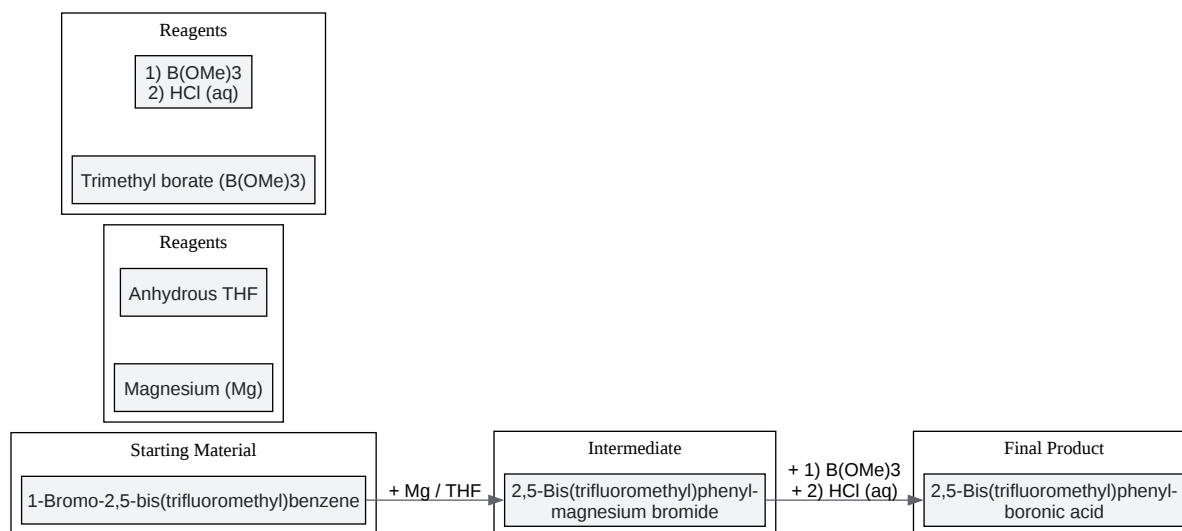 Reagents
1) B(OMe)3
2) HCl (aq)
Trimethyl borate (B(OMe)3)
Reagents
Anhydrous THF
Magnesium (Mg)
Starting Material
1-Bromo-2,5-bis(trifluoromethyl)benzene
+ Mg / THF
Intermediate
2,5-Bis(trifluoromethyl)phenyl-
magnesium bromide
+ 1) B(OMe)3
+ 2) HCl (aq)
Final Product
2,5-Bis(trifluoromethyl)phenyl-
boronic acid